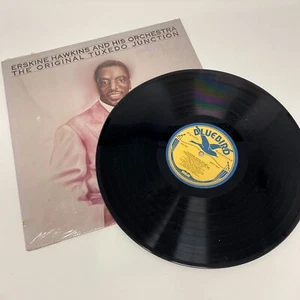 ERSKINE HAWKINS AND HIS ORCHESTRA
THE ORIGINAL TUXEDO JUNCTION
BLUEBIRD